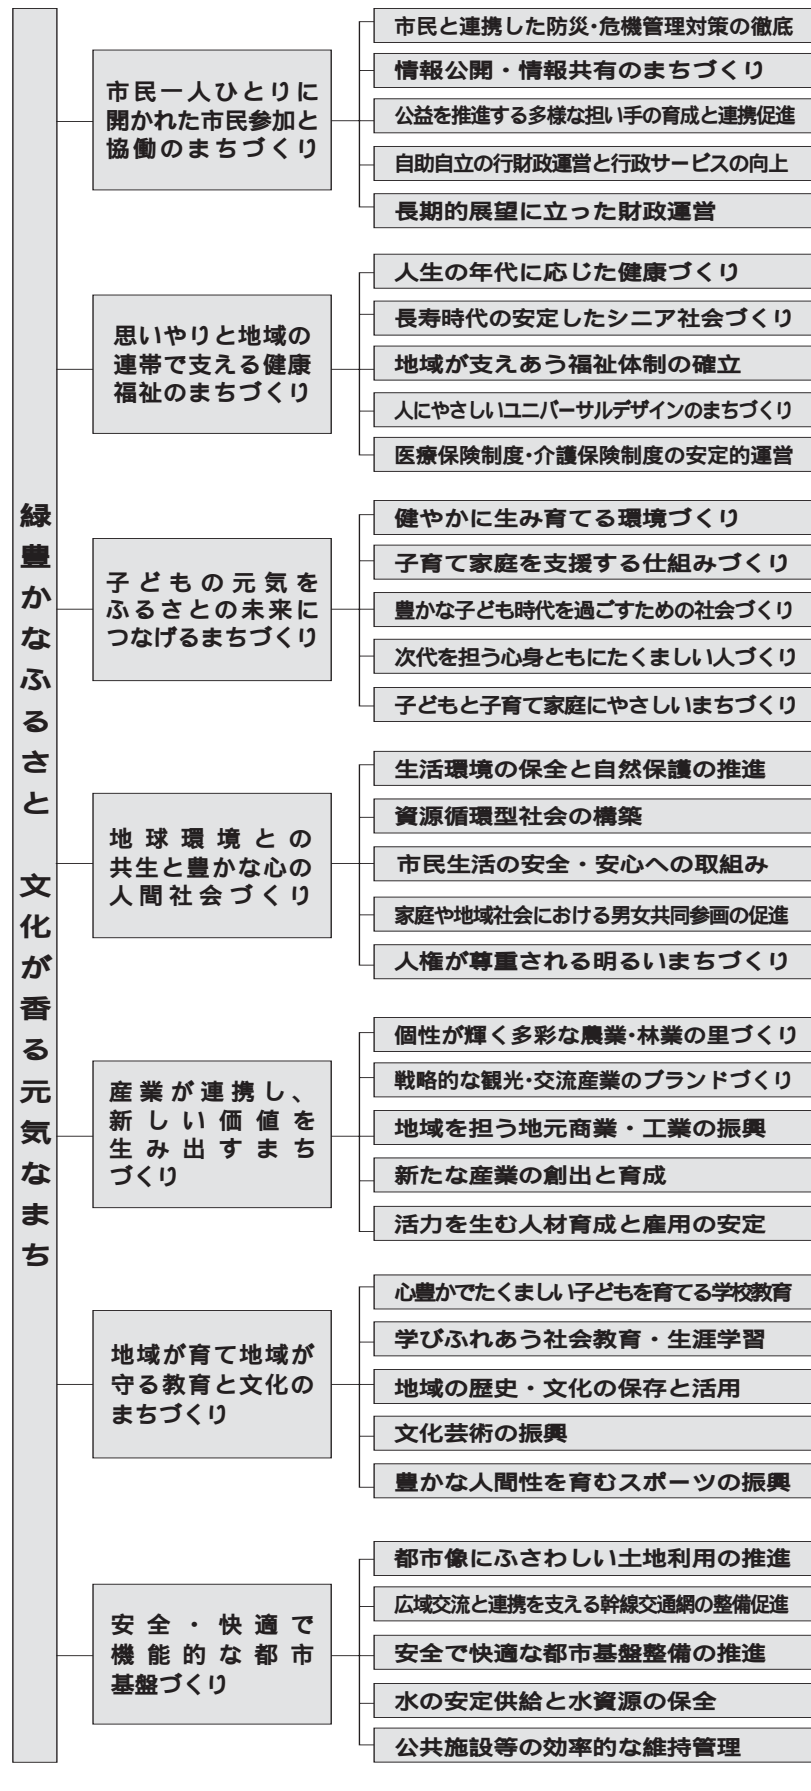 緑豊かなふるさと 文化が香る元気なまち
市民一人ひとりに
開かれた市民参加と
協働のまちづくり
市民と連携した防災・危機管理対策の徹底
情報公開・情報共有のまちづくり
公益を推進する多様な担い手の育成と連携促進
自助自立の行財政運営と行政サービスの向上
長期的展望に立った財政運営
思いやりと地域の
連帯で支える健康
福祉のまちづくり
人生の年代に応じた健康づくり
長寿時代の安定したシニア社会づくり
地域が支えあう福祉体制の確立
人にやさしいユニバーサルデザインのまちづくり
医療保険制度・介護保険制度の安定的運営
子どもの元気を
ふるさとの未来に
つなげるまちづくり
健やかに生み育てる環境づくり
子育て家庭を支援する仕組みづくり
豊かな子ども時代を過ごすための社会づくり
次代を担う心身ともにたくましい人づくり
子どもと子育て家庭にやさしいまちづくり
地球環境との
共生と豊かな心の
人間社会づくり
生活環境の保全と自然保護の推進
資源循環型社会の構築
市民生活の安全・安心への取組み
家庭や地域社会における男女共同参画の促進
人権が尊重される明るいまちづくり
産業が連携し、
新しい価値を
生み出すまち
づくり
個性が輝く多彩な農業・林業の里づくり
戦略的な観光・交流産業のブランドづくり
地域を担う地元商業・工業の振興
新たな産業の創出と育成
活力を生む人材育成と雇用の安定
地域が育て地域が
守る教育と文化の
まちづくり
心豊かでたくましい子どもを育てる学校教育
学びふれあう社会教育・生涯学習
地域の歴史・文化の保存と活用
文化芸術の振興
豊かな人間性を育むスポーツの振興
安全・快適で
機能的な都市
基盤づくり
都市像にふさわしい土地利用の推進
広域交流と連携を支える幹線交通網の整備促進
安全で快適な都市基盤整備の推進
水の安定供給と水資源の保全
公共施設等の効率的な維持管理